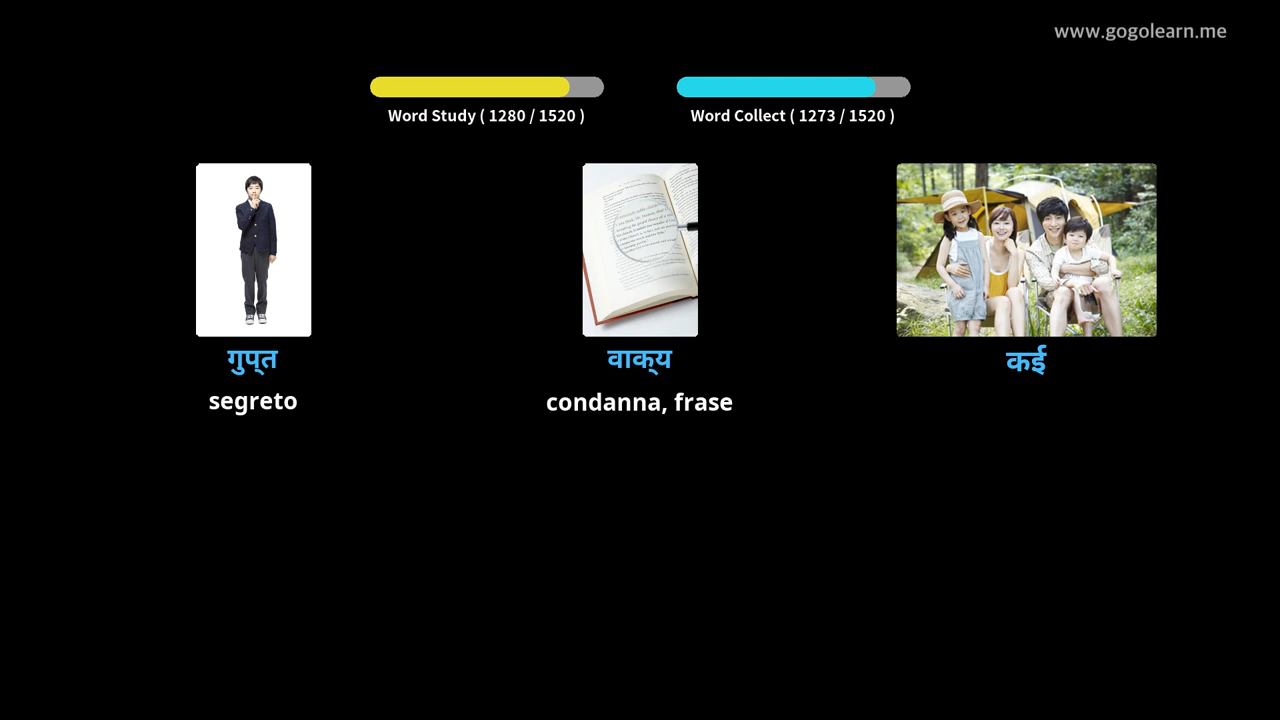 www.gogolearn.me
Word Study ( 1280 / 1520 )
Word Collect ( 1273 / 1520 )
गुप्त
segreto
वाक्य
condanna, frase
कई